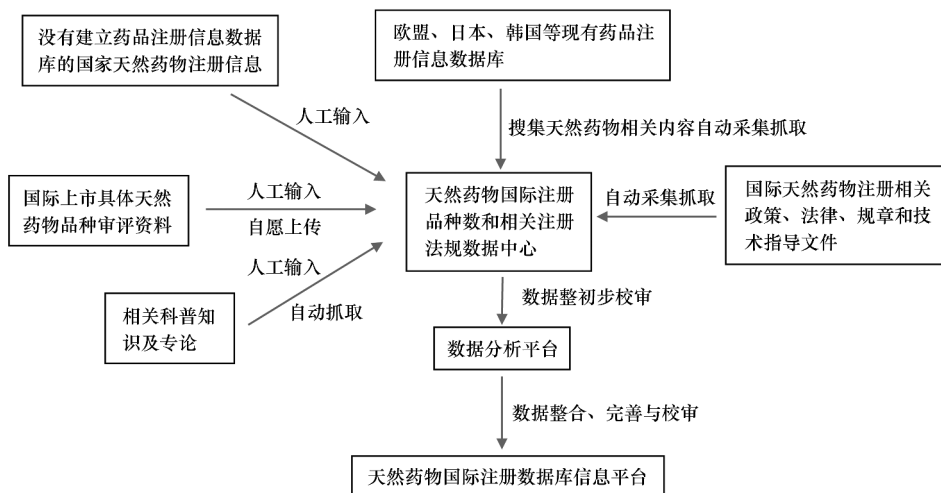 没有建立药品注册信息数据
库的国家天然药物注册信息
欧盟、日本、韩国等现有药品注
册信息数据库
人工输入
搜集天然药物相关内容自动采集抓取
国际上市具体天然
药物品种审评资料
人工输入
自愿上传
天然药物国际注册
品种数和相关注册
法规数据中心
自动采集抓取
国际天然药物注册相关
政策、法律、规章和技
术指导文件
人工输入
自动抓取
相关科普知
识及专论
数据整初步校审
数据分析平台
数据整合、完善与校审
天然药物国际注册数据库信息平台